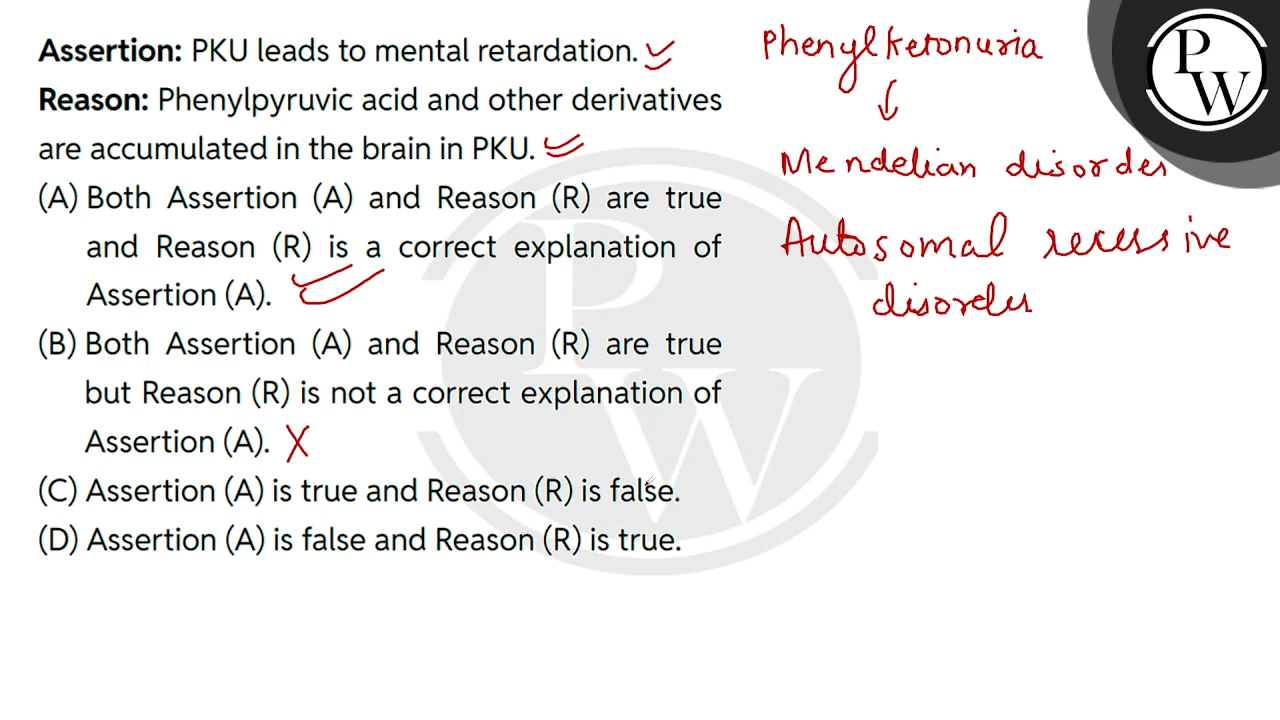 Assertion: PKU leads to mental retardation.
Reason: Phenylpyruvic acid and other derivatives
are accumulated in the brain in PKU.
(A) Both Assertion (A) and Reason (R) are true
and Reason (R) is a correct explanation of
Assertion (A).
(B) Both Assertion (A) and Reason (R) are true
but Reason (R) is not a correct explanation of
Assertion (A). X
(C) Assertion (A) is true and Reason (R) is false.
(D) Assertion (A) is false and Reason (R) is true.
Phenylketonuria
Mendelian disorder
Autosomal recessive
disorder
P
W
P
W